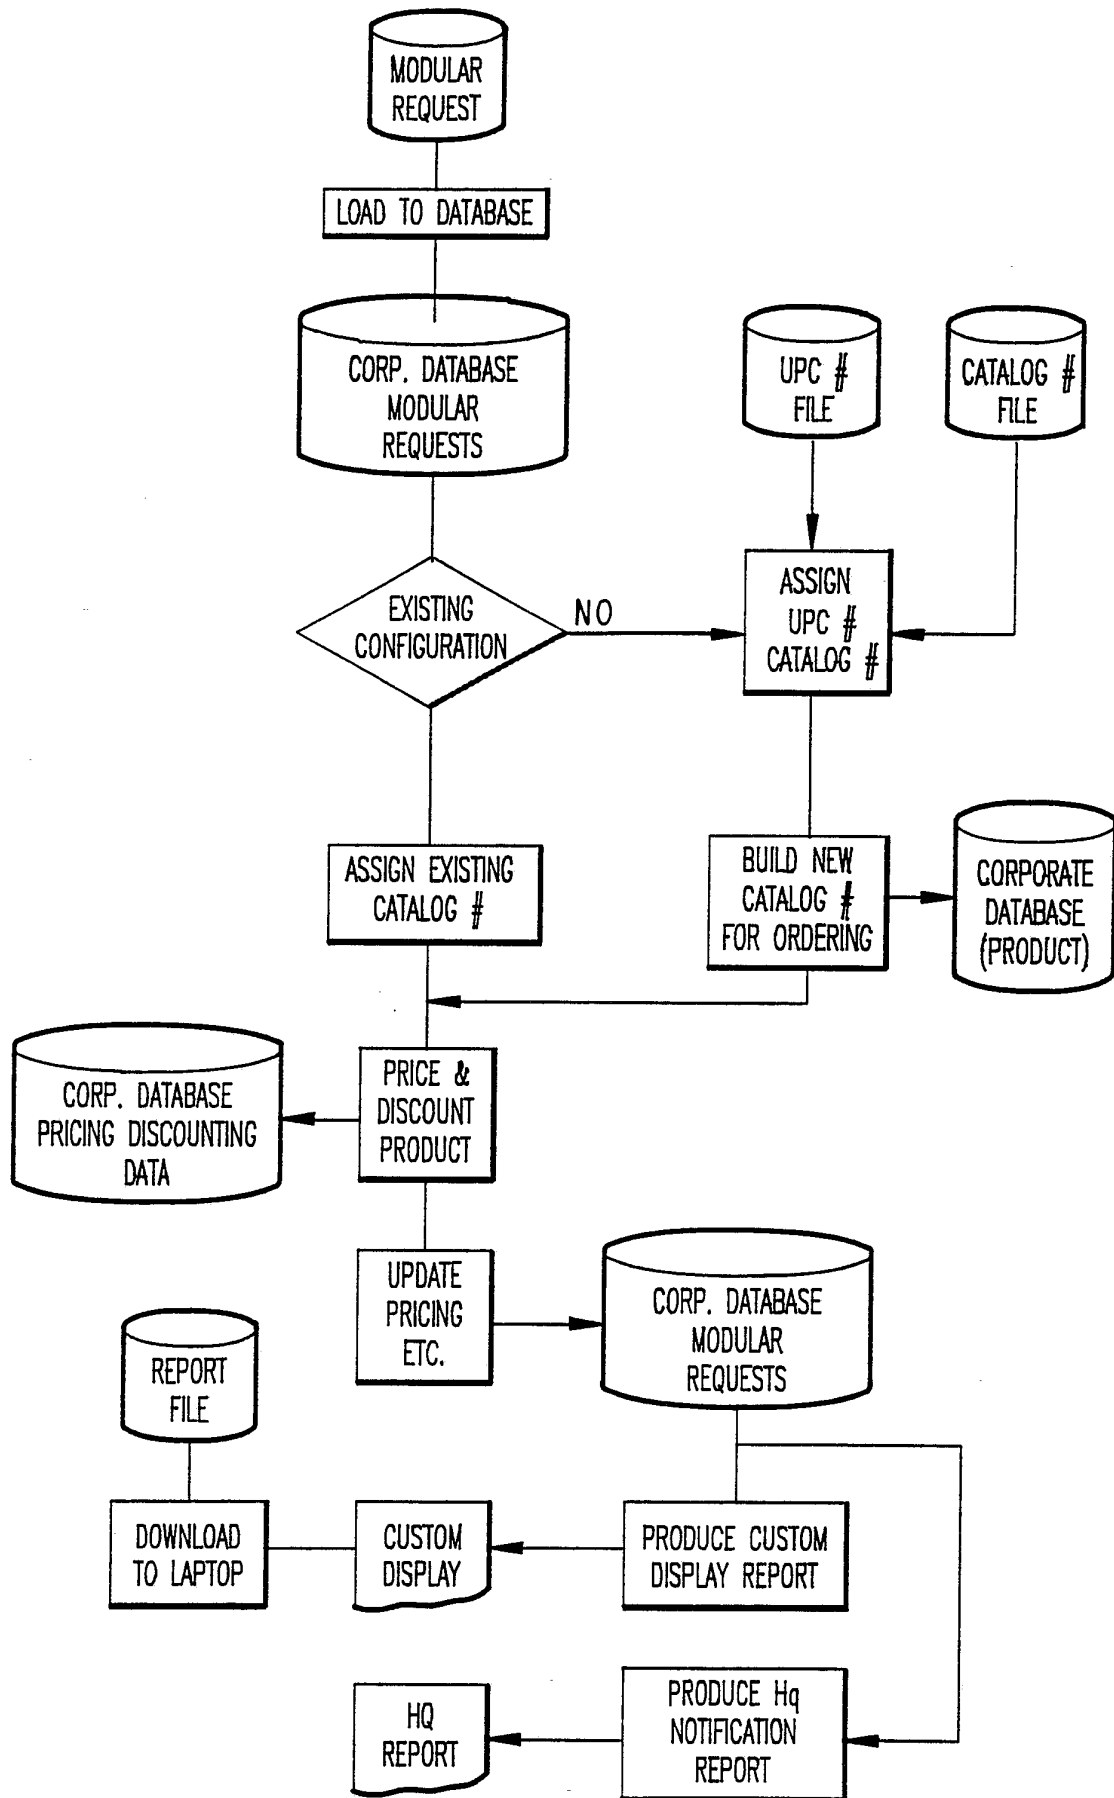 MODULAR
REQUEST
LOAD TO DATABASE
CORP. DATABASE
MODULAR
REQUESTS
UPC #
FILE
CATALOG #
FILE
EXISTING
CONFIGURATION
NO
ASSIGN
UPC #
CATALOG #
ASSIGN EXISTING
CATALOG #
BUILD NEW
CATALOG #
FOR ORDERING
CORPORATE
DATABASE
(PRODUCT)
PRICE &
DISCOUNT
PRODUCT
CORP. DATABASE
PRICING DISCOUNTING
DATA
UPDATE
PRICING
ETC.
CORP. DATABASE
MODULAR
REQUESTS
REPORT
FILE
DOWNLOAD
TO LAPTOP
CUSTOM
DISPLAY
PRODUCE CUSTOM
DISPLAY REPORT
HQ
REPORT
PRODUCE Hq
NOTIFICATION
REPORT